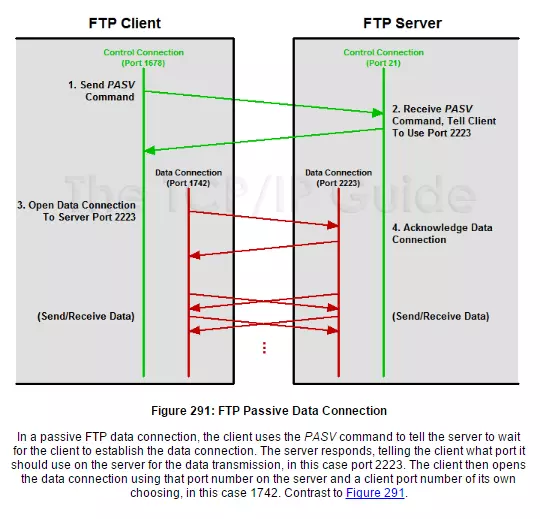 FTP Client
FTP Server
Control Connection
(Port 1678)
Control Connection
(Port 21)
1. Send PASV
Command
2. Receive PASV
Command, Tell Client
To Use Port 2223
Data Connection
(Port 1742)
Data Connection
(Port 2223)
The TCP/IP Guide
3. Open Data Connection
To Server Port 2223
4. Acknowledge Data
Connection
(Send/Receive Data)
(Send/Receive Data)
Figure 291: FTP Passive Data Connection
In a passive FTP data connection, the client uses the PASV command to tell the server to wait
for the client to establish the data connection. The server responds, telling the client what port it
should use on the server for the data transmission, in this case port 2223. The client then opens
the data connection using that port number on the server and a client port number of its own
choosing, in this case 1742. Contrast to Figure 291.